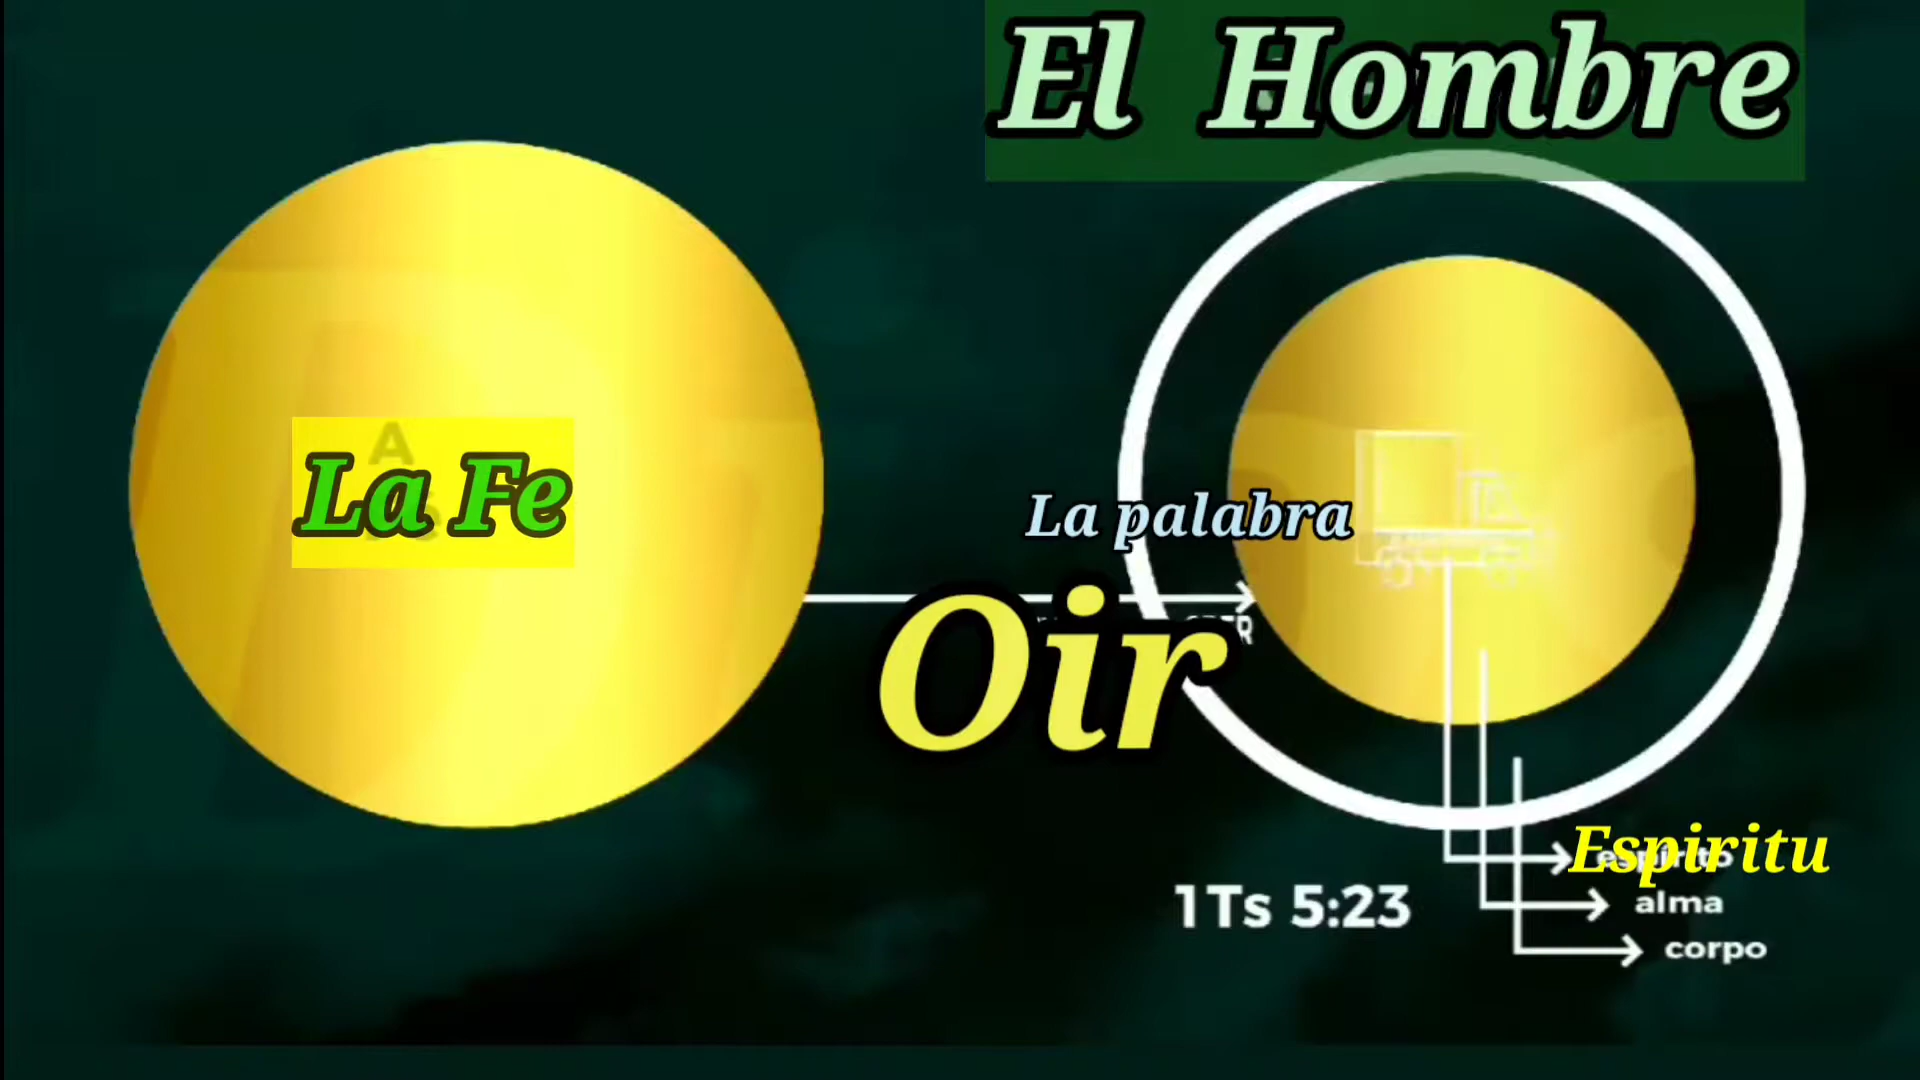 El Hombre
La Fe
La palabra
Oir
Espiritu
1Ts 5:23
alma
corpo